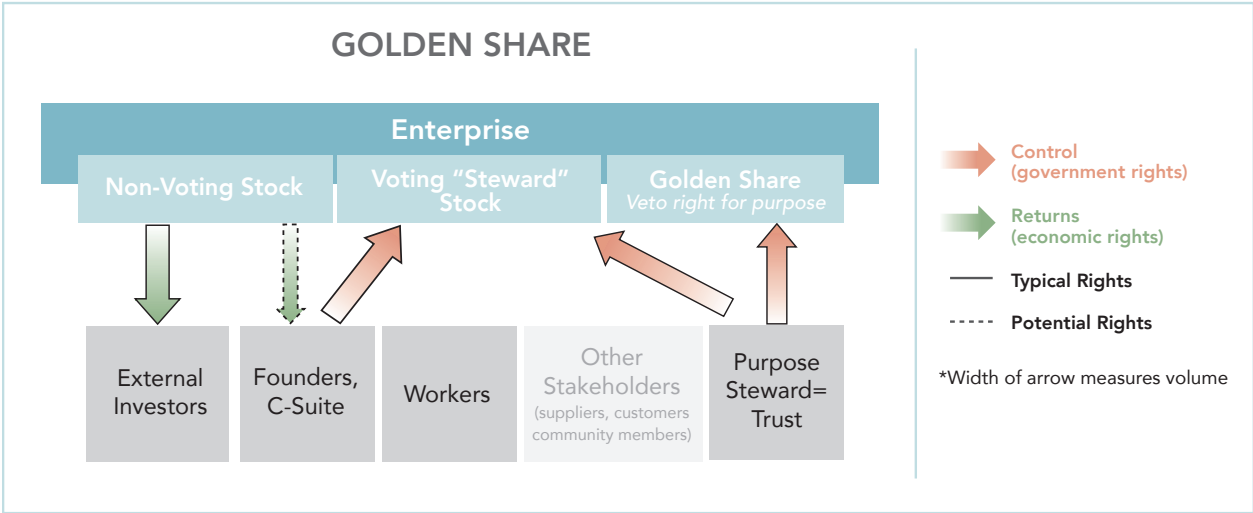 GOLDEN SHARE
Enterprise
Non-Voting Stock
Voting “Steward”
Stock
Golden Share
Veto right for purpose
External
Investors
Founders,
C-Suite
Workers
Other
Stakeholders
(suppliers, customers
community members)
Purpose
Steward=
Trust
Control
(government rights)
Returns
(economic rights)
Typical Rights
Potential Rights
*Width of arrow measures volume